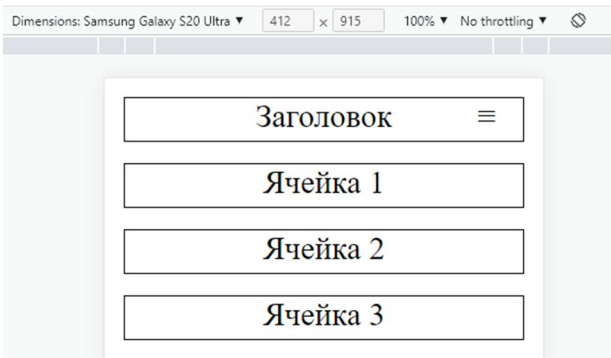 Dimensions: Samsung Galaxy S20 Ultra ▼ 412 × 915 100% ▼ No throttling ▼
Заголовок
Ячейка 1
Ячейка 2
Ячейка 3